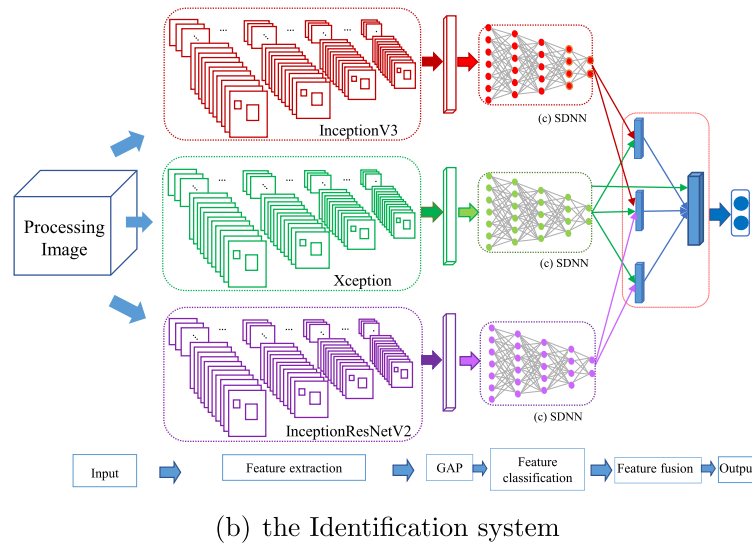 InceptionV3
(c) SDNN
Processing
Image
Xception
(c) SDNN
InceptionResNetV2
(c) SDNN
Input
Feature extraction
GAP
Feature
classification
Feature fusion
Output
(b) the Identification system